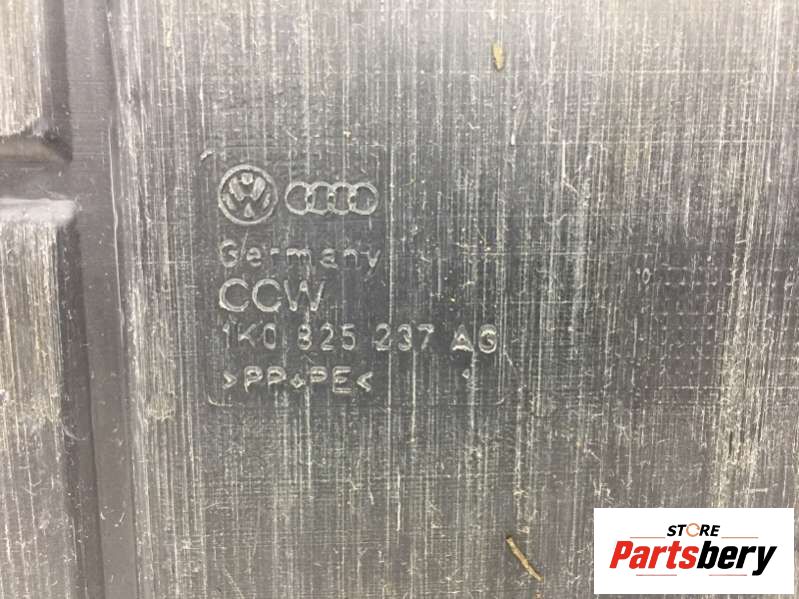 Germany
CCW
1K0 825 237 AG
>PP+PE<
STORE
Partsbery